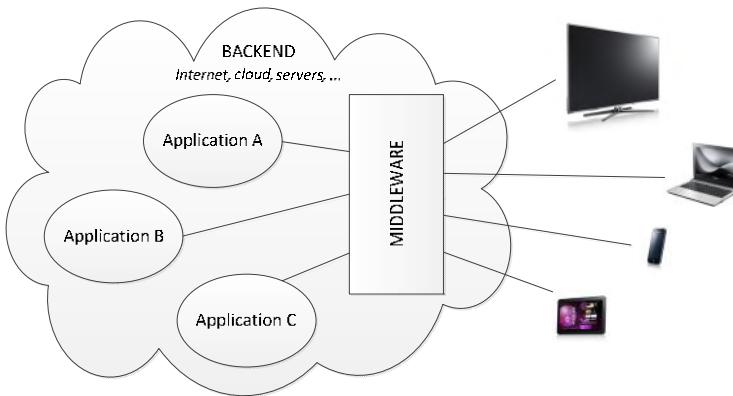 BACKEND
Internet, cloud, servers, ...
Application A
MIDDLEWARE
Application B
Application C